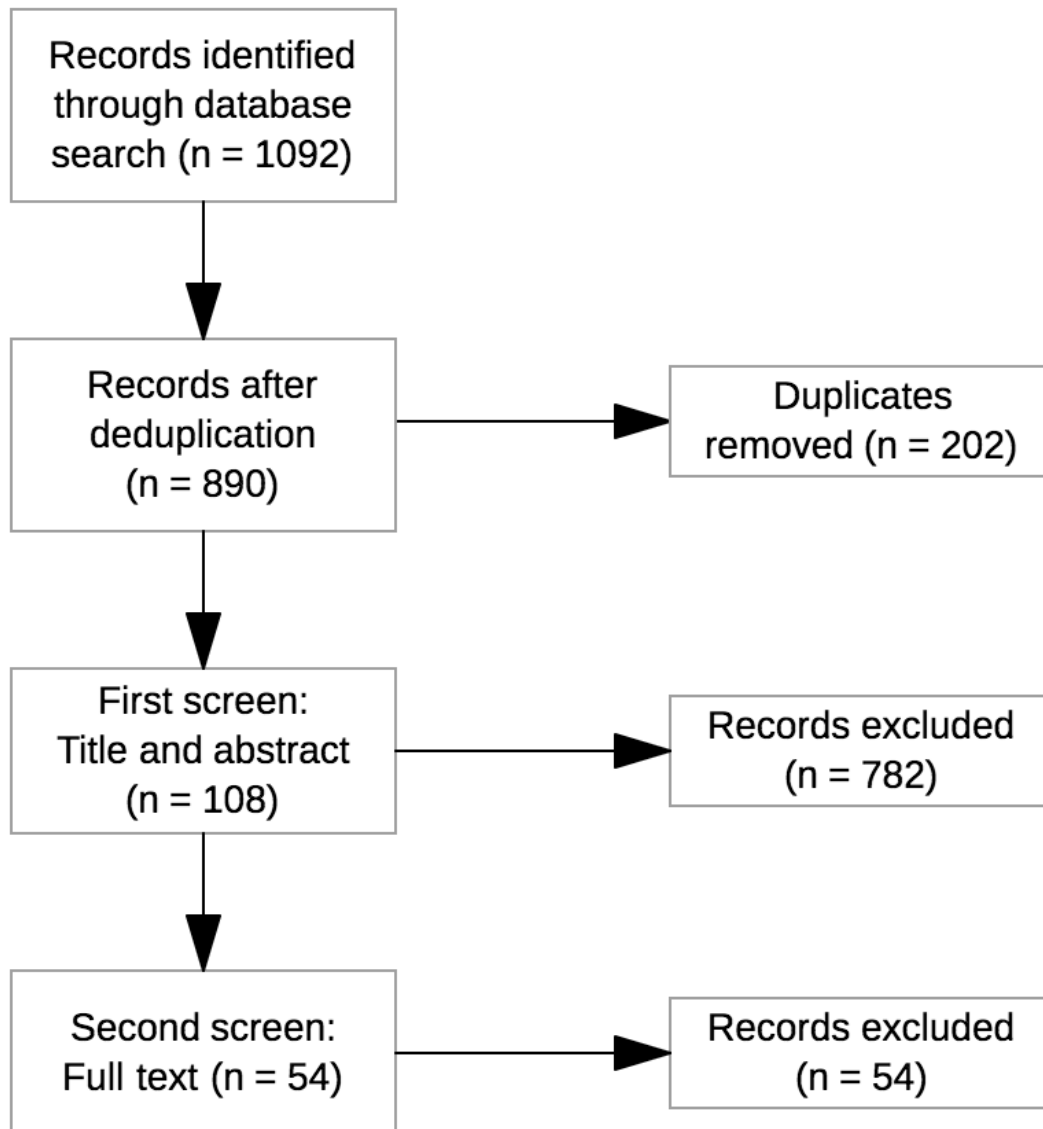 Records identified
through database
search (n = 1092)
Records after
deduplication
(n = 890)
Duplicates
removed (n = 202)
First screen:
Title and abstract
(n = 108)
Records excluded
(n = 782)
Second screen:
Full text (n = 54)
Records excluded
(n = 54)